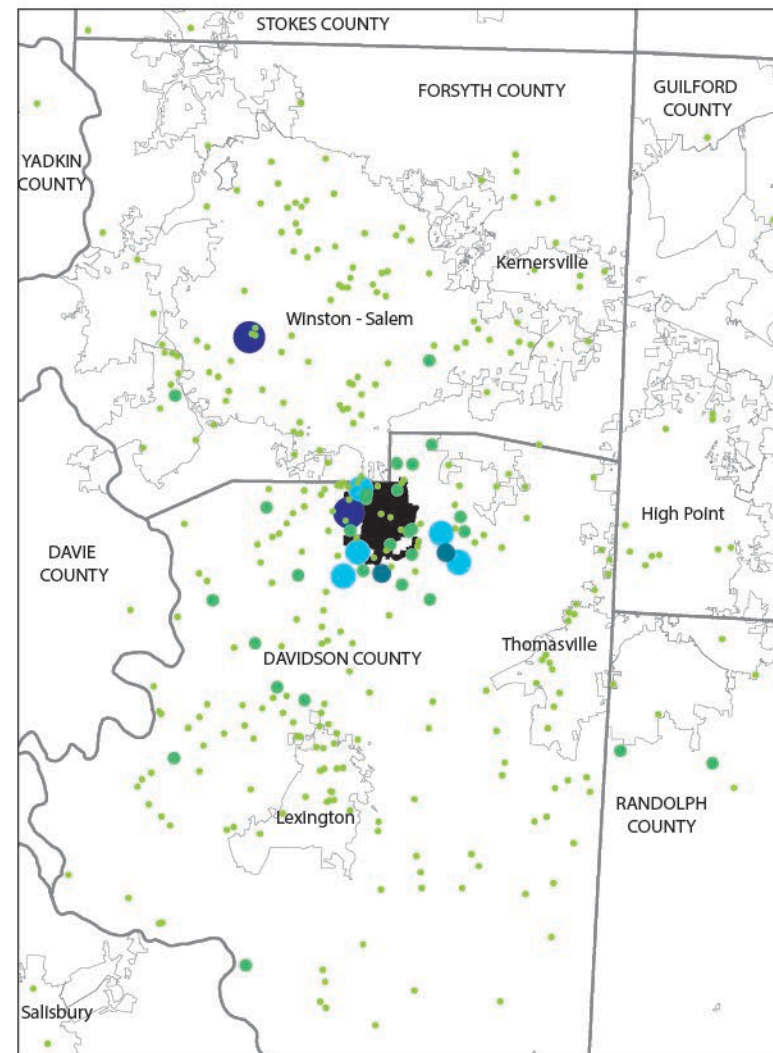 STOKES COUNTY
FORSYTH COUNTY
GUILFORD
COUNTY
YADKIN
COUNTY
Kernersville
Winston - Salem
High Point
DAVIE
COUNTY
Thomasville
DAVIDSON COUNTY
Lexington
RANDOLPH
COUNTY
Salisbury